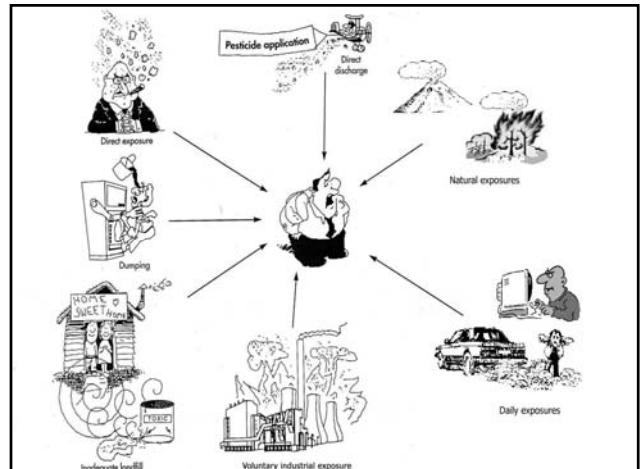 Pesticide application
Direct
discharge
Direct exposure
Natural exposures
Dumping
HOME
SWEET HOME
TOXIC
Daily exposures
Inadequate landfill
Voluntary industrial exposure